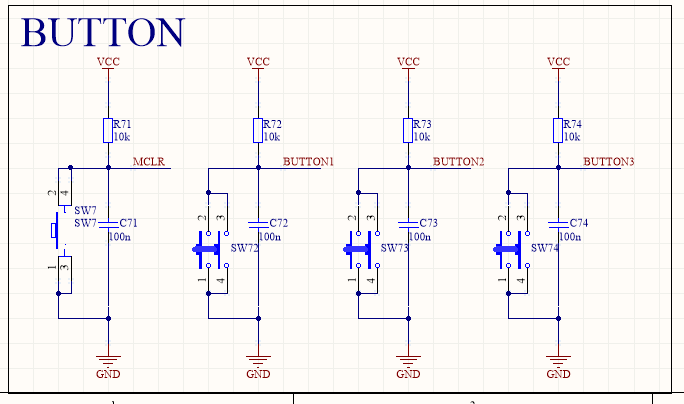 BUTTON
VCC VCC VCC VCC
R71 R72 R73 R74
10k 10k 10k 10k
MCLR BUTTON1 BUTTON2 BUTTON3
2 4 2 3 2 3 2 3
SW7
SW7 C71 C72 C73 C74
100n 100n 100n 100n
SW72 SW73 SW74
1 3 1 4 1 4 1 4
GND GND GND GND